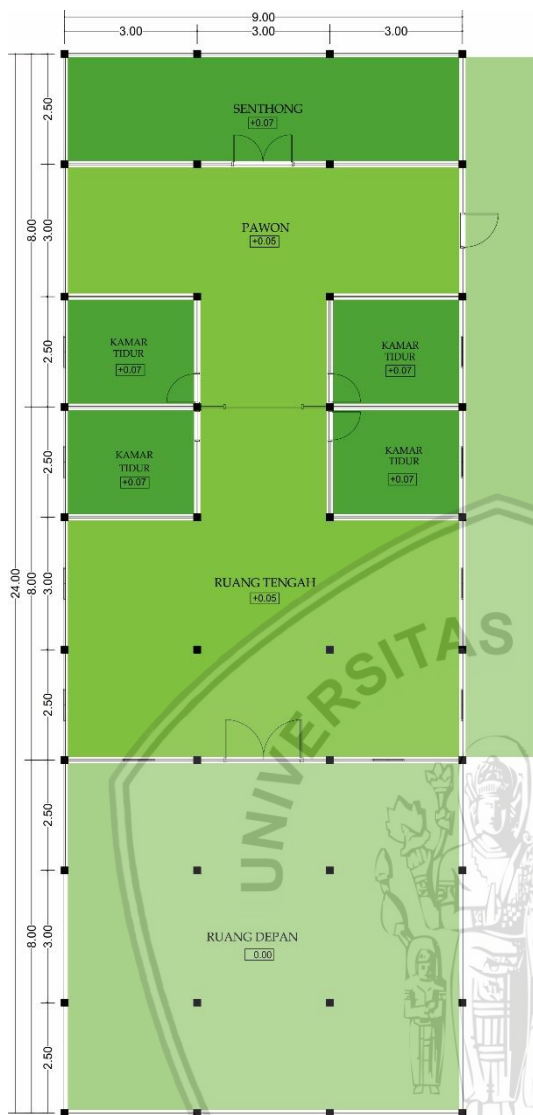 9.00
3.00
3.00
3.00
2.50
SENTHONG
+0.07
8.00
3.00
PAWON
+0.05
2.50
KAMAR
TIDUR
+0.07
KAMAR
TIDUR
+0.07
2.50
KAMAR
TIDUR
+0.07
KAMAR
TIDUR
+0.07
24.00
8.00
3.00
RUANG TENGAH
+0.05
UNIVERSITAS
2.50
2.50
8.00
3.00
RUANG DEPAN
0.00
2.50